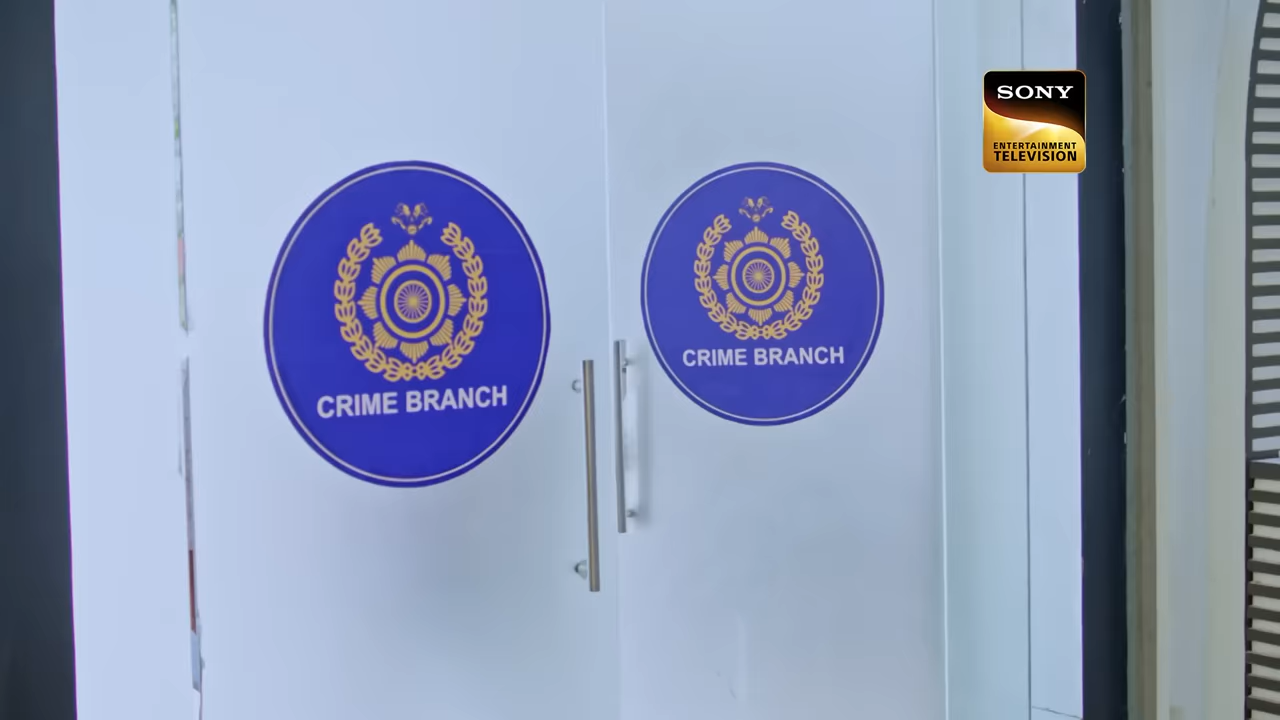 CRIME BRANCH
CRIME BRANCH
SONY
ENTERTAINMENT
TELEVISION